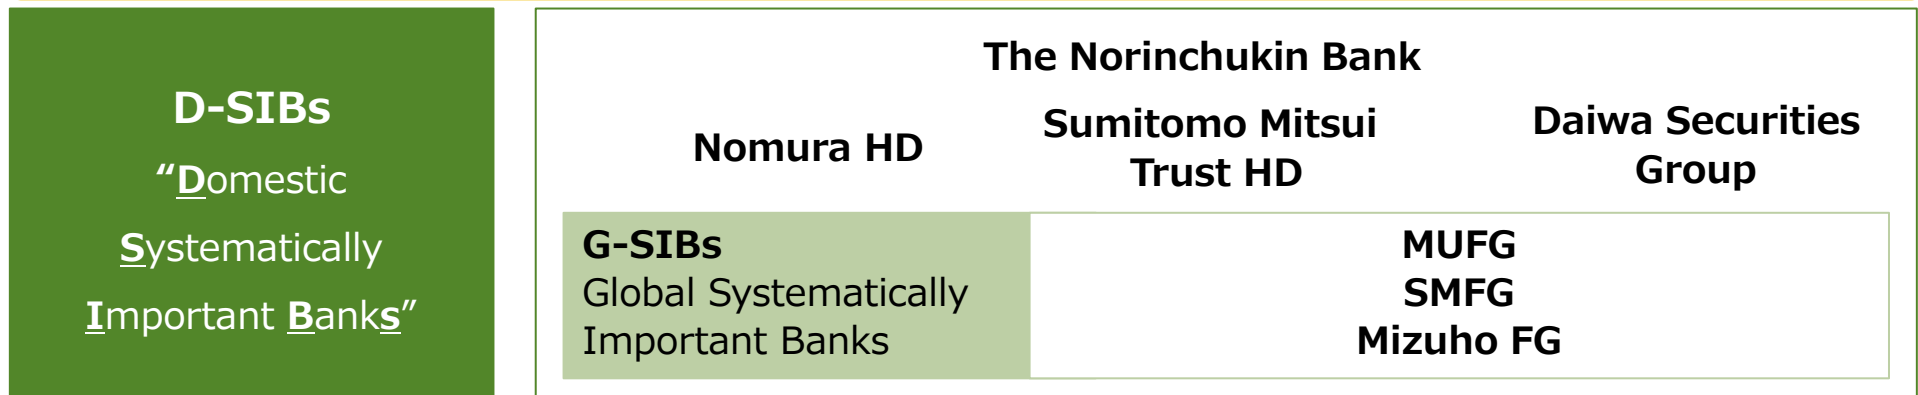 D-SIBs
“Domestic
Systematically
Important Banks”
The Norinchukin Bank
Nomura HD
Sumitomo Mitsui
Trust HD
Daiwa Securities
Group
G-SIBs
Global Systematically
Important Banks
MUFG
SMFG
Mizuho FG